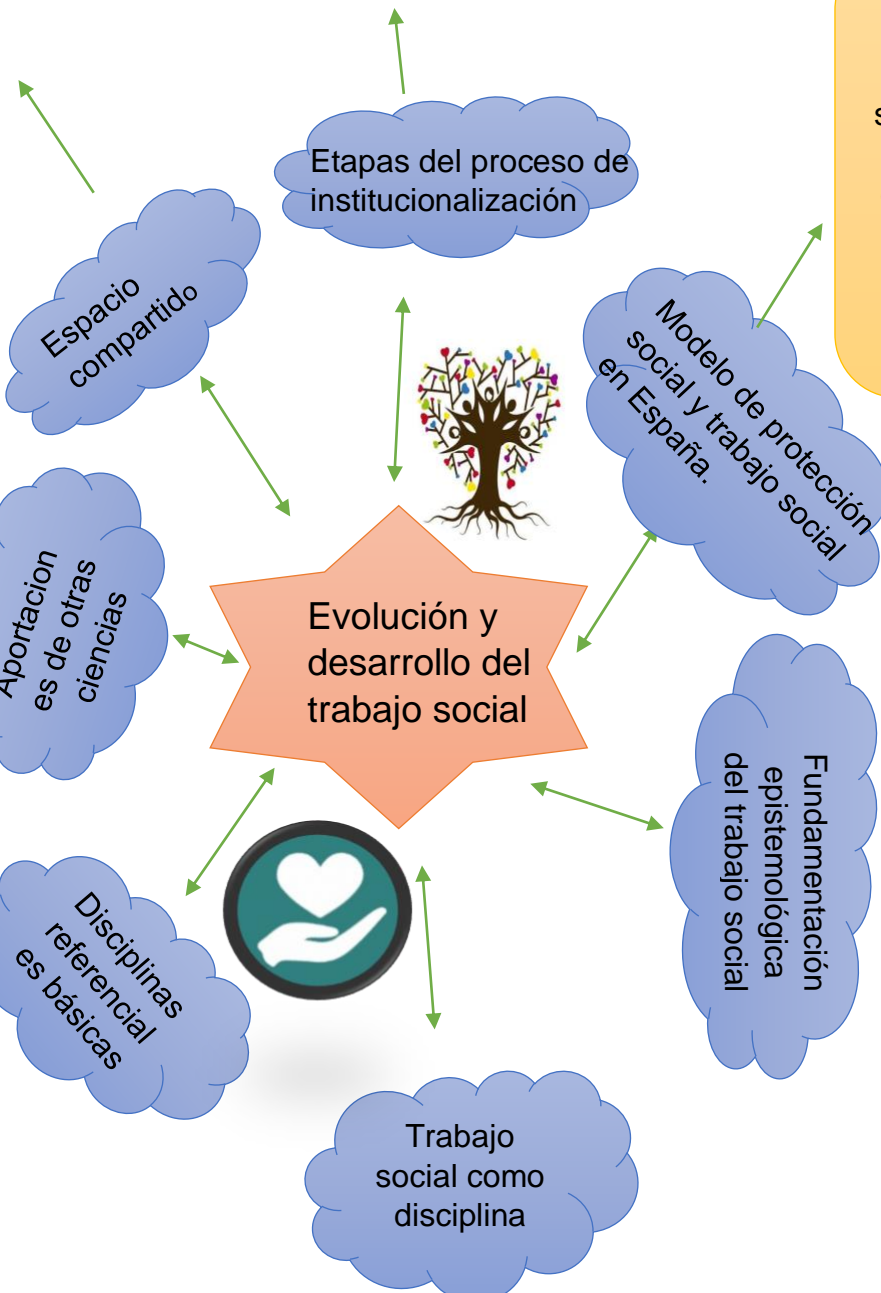 Etapas del proceso de
institucionalización
s
Espacio
compartido
Modelo de protección
social y trabajo social
en España.
Aportacion
es de otras
ciencias
Evolución y
desarrollo del
trabajo social
Fundamentación
epistemológica
del trabajo social
Disciplinas
referencial
es básicas
Trabajo
social como
disciplina